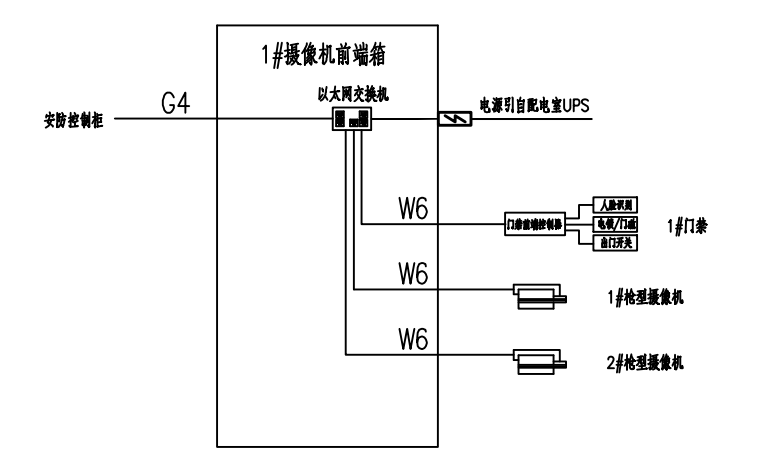 1#摄像机前端箱
以太网交换机
G4
电源引自配电室UPS
安防控制柜
W6
人脸识别
门禁前端控制器
电锁/门磁
1#门禁
出门开关
W6
1#枪型摄像机
W6
2#枪型摄像机